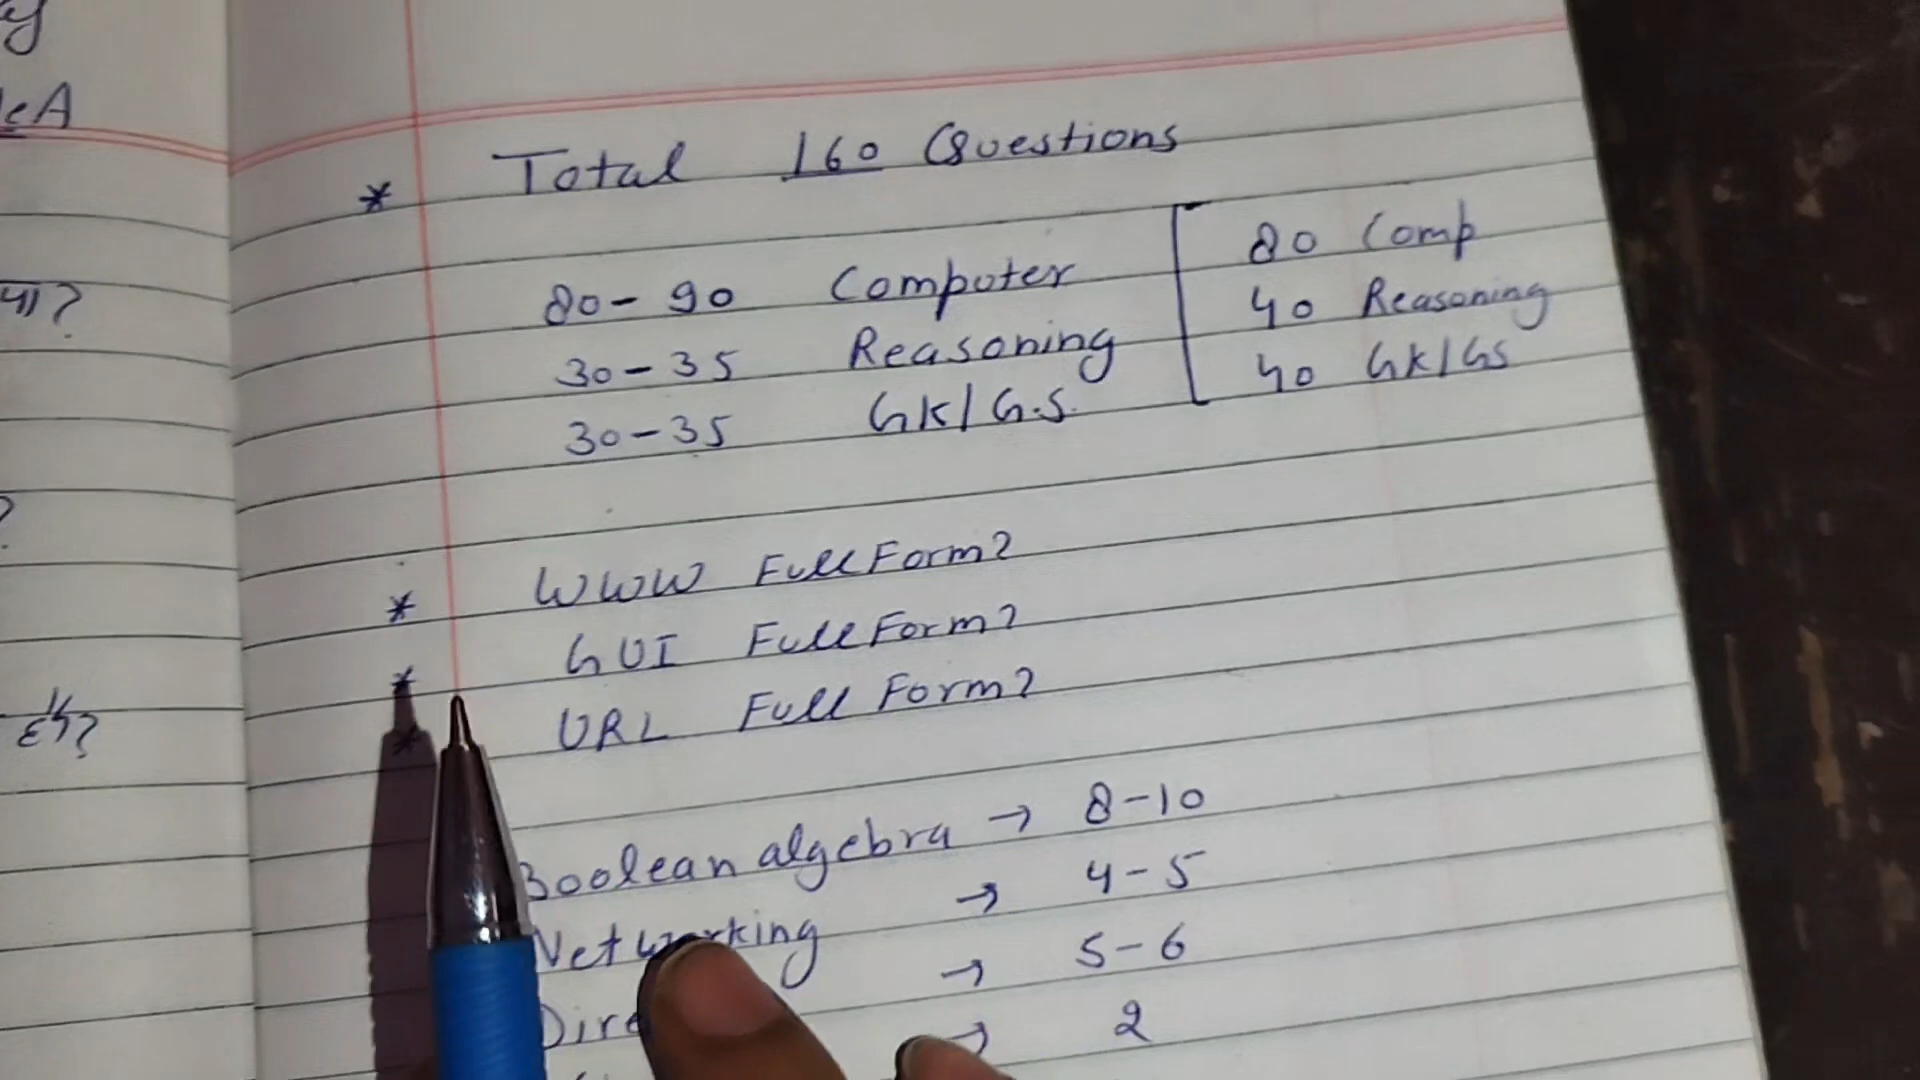 * Total 160 Questions
80-90 Computer
30-35 Reasoning
30-35 GK/G.S.
80 Comp
40 Reasoning
40 GK/GS
* WWW Full Form?
* GUI Full Form?
* URL Full Form?
Boolean algebra → 8-10
Networking → 4-5
→ 5-6
→ 2